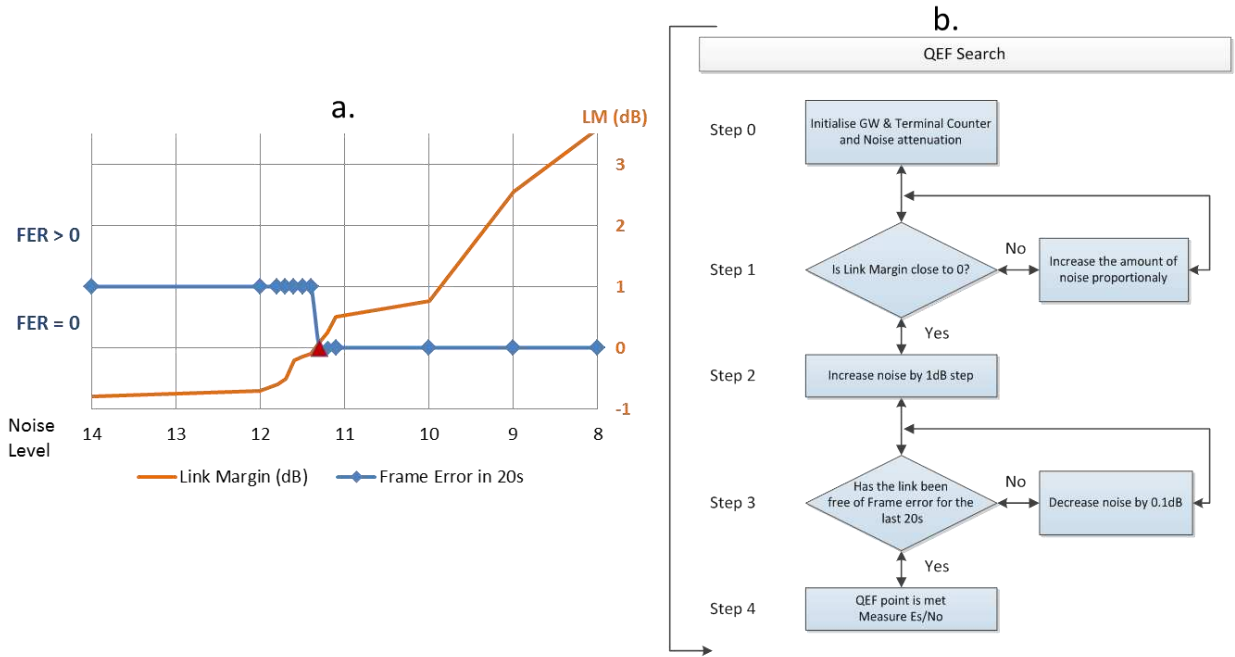 a.
LM (dB)
3
2
1
0
-1
FER > 0
FER = 0
Noise
Level
14 13 12 11 10 9 8
Link Margin (dB) Frame Error in 20s
b.
QEF Search
Step 0
Initialise GW & Terminal Counter
and Noise attenuation
Step 1
Is Link Margin close to 0?
No
Increase the amount of
noise proportionaly
Yes
Step 2
Increase noise by 1dB step
Step 3
Has the link been
free of Frame error for the
last 20s
No
Decrease noise by 0.1dB
Yes
Step 4
QEF point is met
Measure Es/No